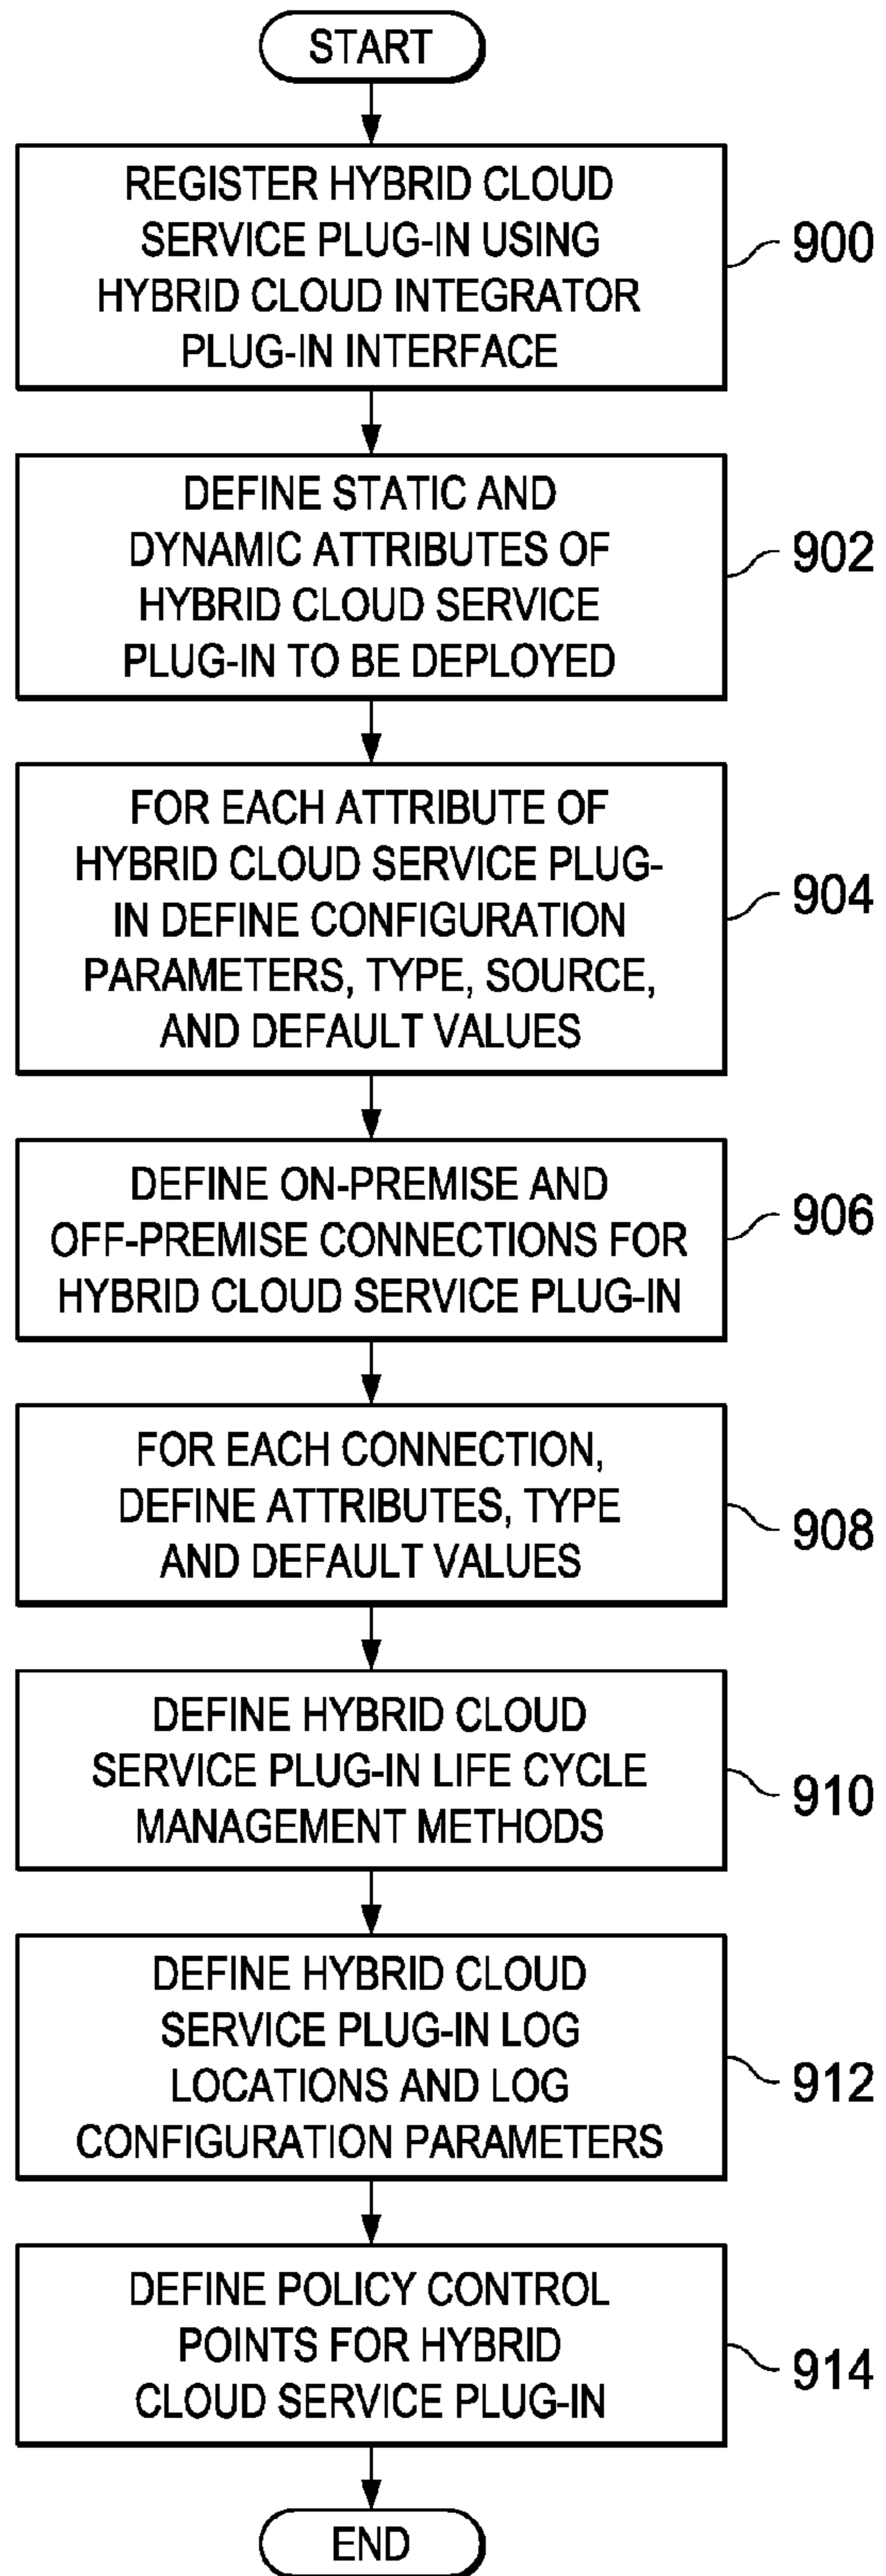 START
REGISTER HYBRID CLOUD
SERVICE PLUG-IN USING
HYBRID CLOUD INTEGRATOR
PLUG-IN INTERFACE
900
DEFINE STATIC AND
DYNAMIC ATTRIBUTES OF
HYBRID CLOUD SERVICE
PLUG-IN TO BE DEPLOYED
902
FOR EACH ATTRIBUTE OF
HYBRID CLOUD SERVICE PLUG-
IN DEFINE CONFIGURATION
PARAMETERS, TYPE, SOURCE,
AND DEFAULT VALUES
904
DEFINE ON-PREMISE AND
OFF-PREMISE CONNECTIONS FOR
HYBRID CLOUD SERVICE PLUG-IN
906
FOR EACH CONNECTION,
DEFINE ATTRIBUTES, TYPE
AND DEFAULT VALUES
908
DEFINE HYBRID CLOUD
SERVICE PLUG-IN LIFE CYCLE
MANAGEMENT METHODS
910
DEFINE HYBRID CLOUD
SERVICE PLUG-IN LOG
LOCATIONS AND LOG
CONFIGURATION PARAMETERS
912
DEFINE POLICY CONTROL
POINTS FOR HYBRID
CLOUD SERVICE PLUG-IN
914
END